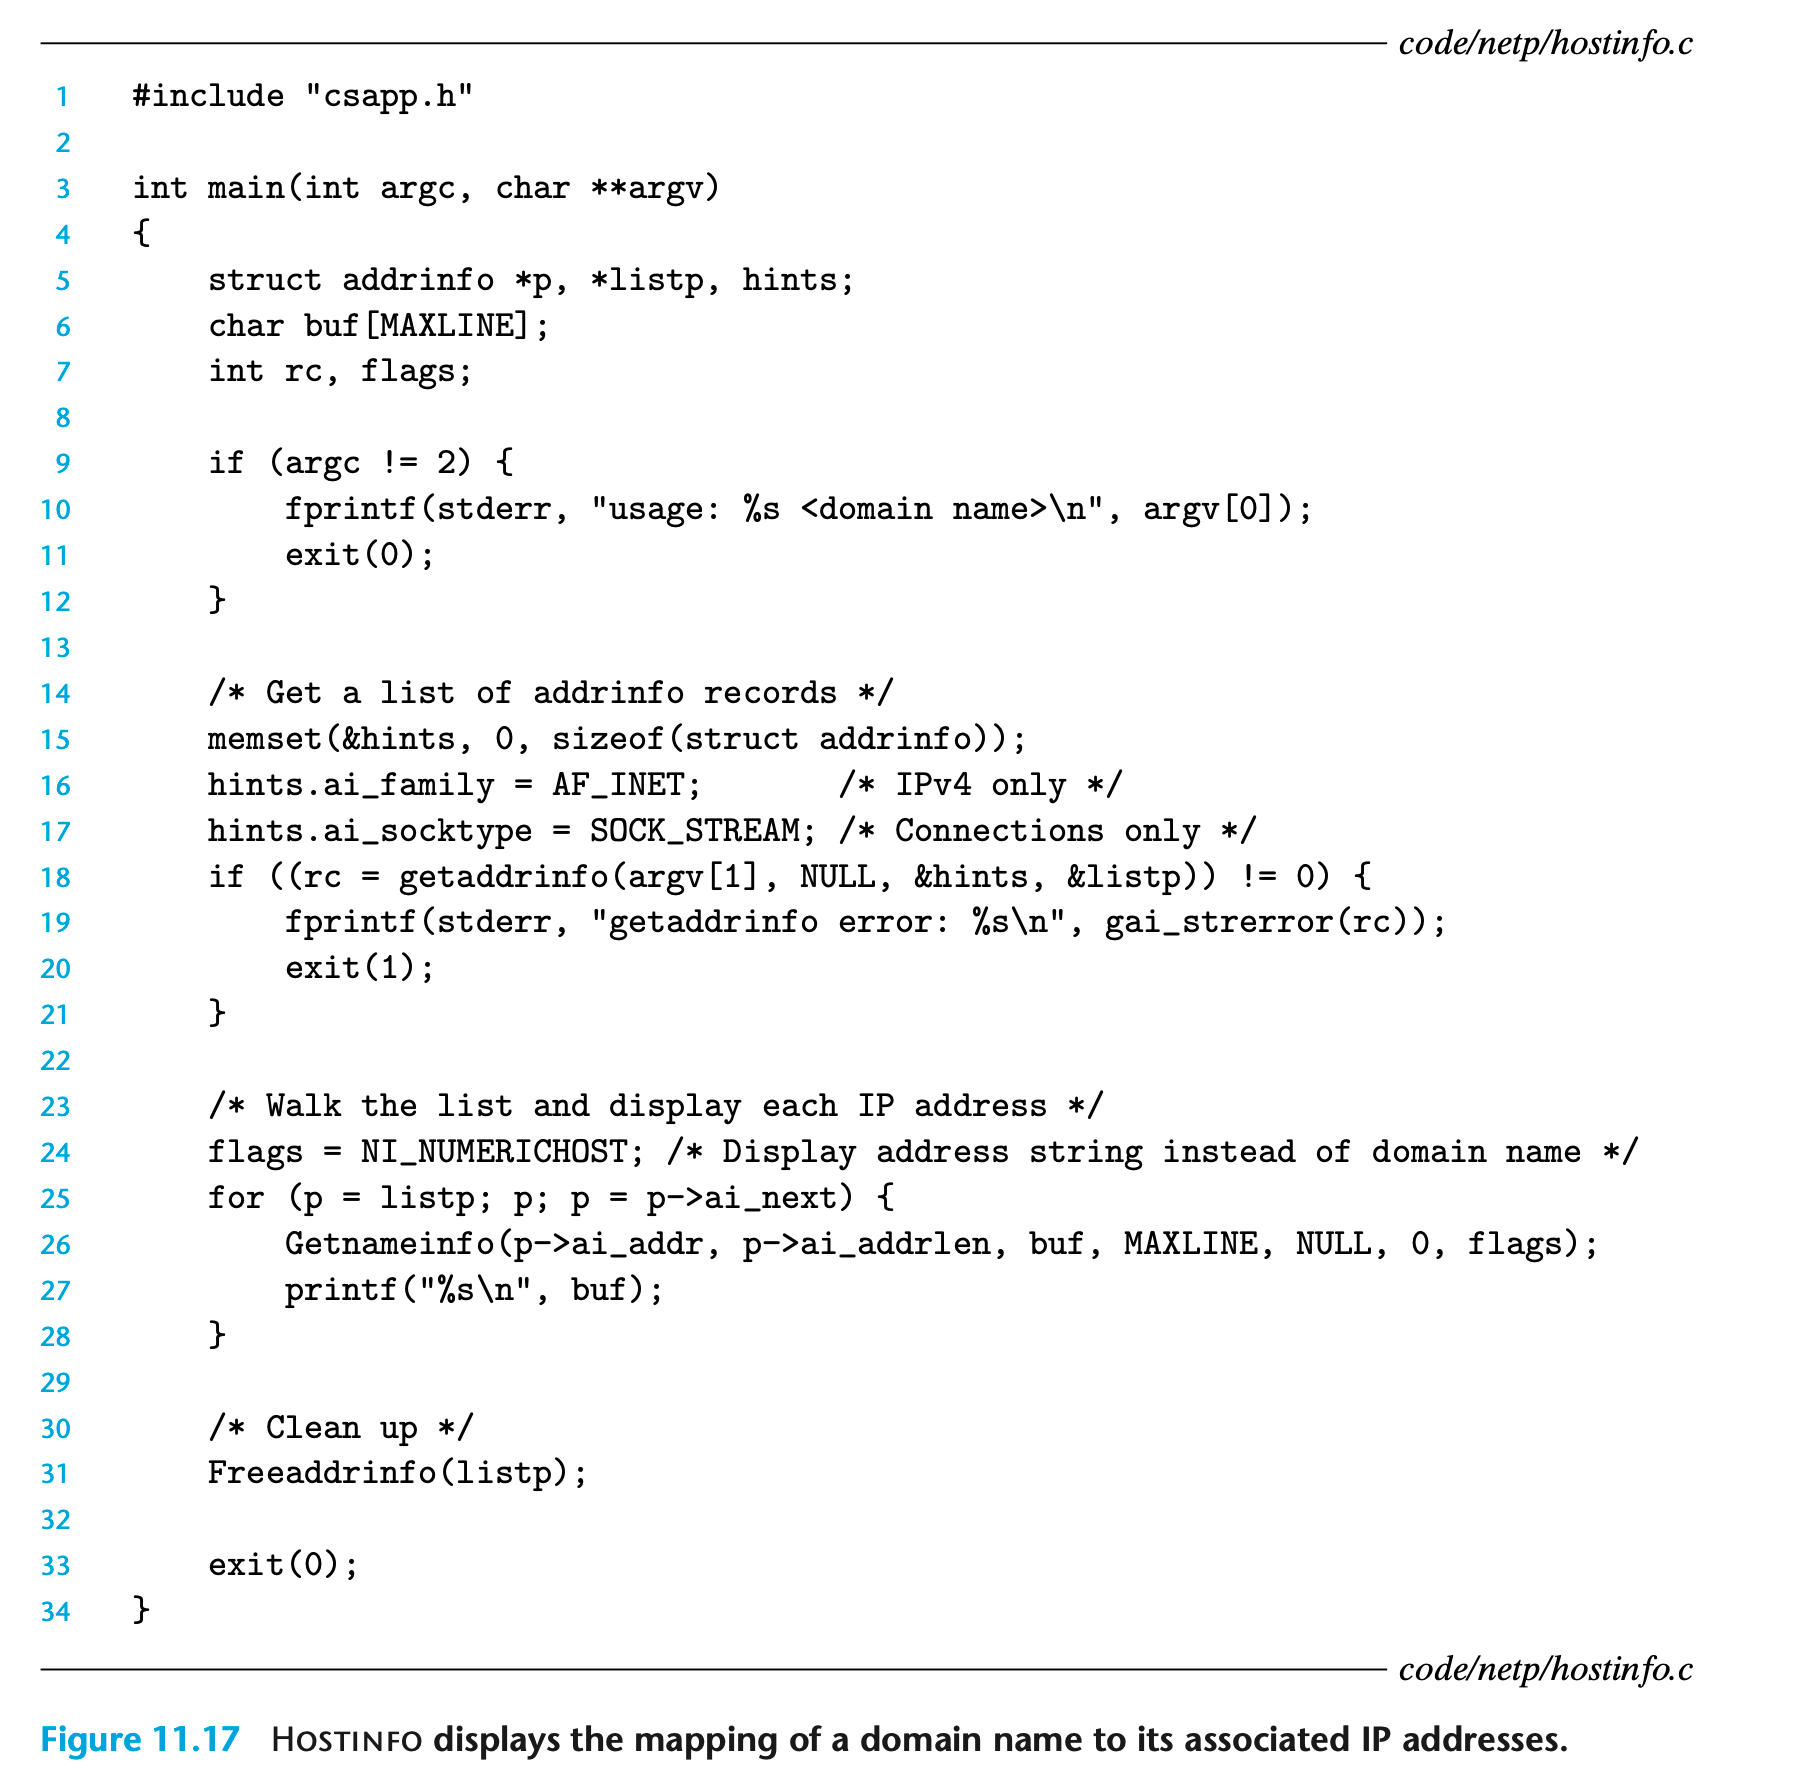 code/netp/hostinfo.c
1 #include "csapp.h"
2
3 int main(int argc, char **argv)
4 {
5     struct addrinfo *p, *listp, hints;
6     char buf[MAXLINE];
7     int rc, flags;
8
9     if (argc != 2) {
10         fprintf(stderr, "usage: %s <domain name>\n", argv[0]);
11         exit(0);
12     }
13
14     /* Get a list of addrinfo records */
15     memset(&hints, 0, sizeof(struct addrinfo));
16     hints.ai_family = AF_INET;       /* IPv4 only */
17     hints.ai_socktype = SOCK_STREAM; /* Connections only */
18     if ((rc = getaddrinfo(argv[1], NULL, &hints, &listp)) != 0) {
19         fprintf(stderr, "getaddrinfo error: %s\n", gai_strerror(rc));
20         exit(1);
21     }
22
23     /* Walk the list and display each IP address */
24     flags = NI_NUMERICHOST; /* Display address string instead of domain name */
25     for (p = listp; p; p = p->ai_next) {
26         Getnameinfo(p->ai_addr, p->ai_addrlen, buf, MAXLINE, NULL, 0, flags);
27         printf("%s\n", buf);
28     }
29
30     /* Clean up */
31     Freeaddrinfo(listp);
32
33     exit(0);
34 }
code/netp/hostinfo.c
Figure 11.17 HOSTINFO displays the mapping of a domain name to its associated IP addresses.